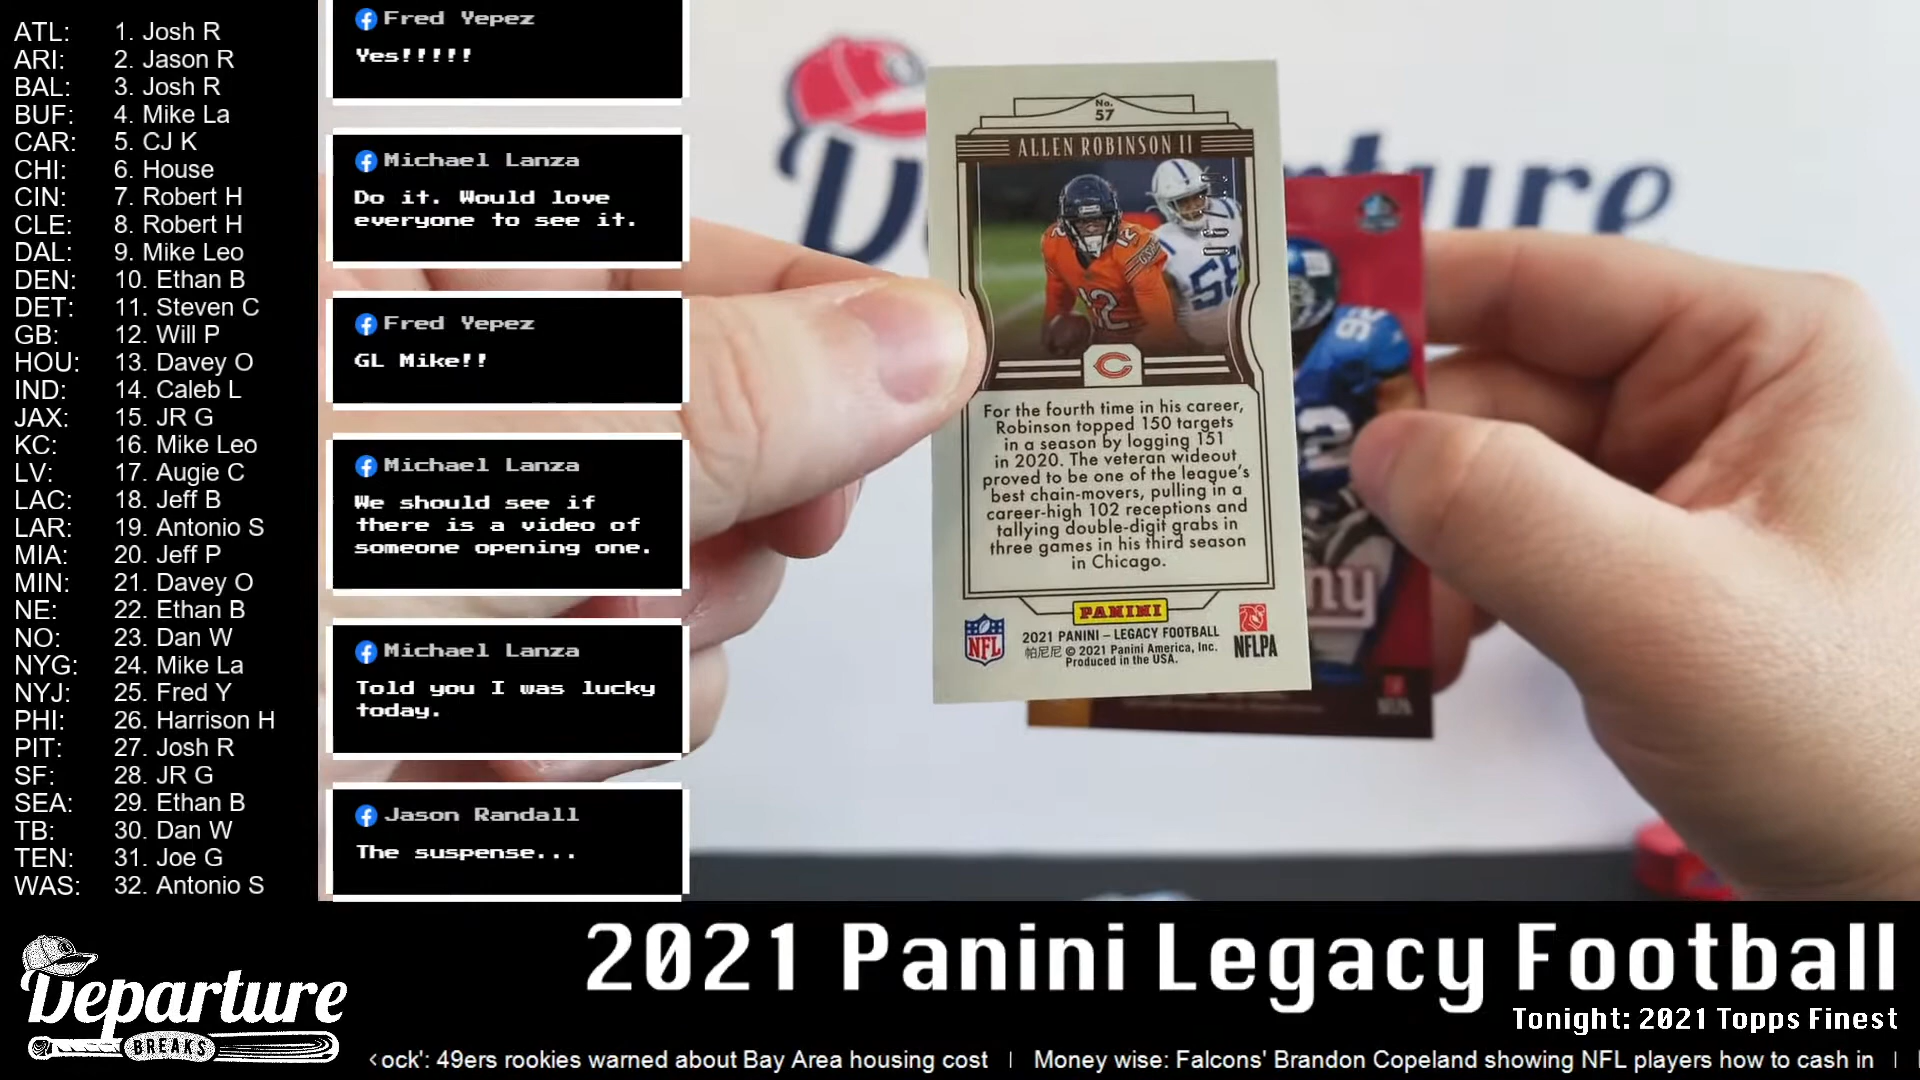 ATL: 1. Josh R
ARI: 2. Jason R
BAL: 3. Josh R
BUF: 4. Mike La
CAR: 5. CJ K
CHI: 6. House
CIN: 7. Robert H
CLE: 8. Robert H
DAL: 9. Mike Leo
DEN: 10. Ethan B
DET: 11. Steven C
GB: 12. Will P
HOU: 13. Davey O
IND: 14. Caleb L
JAX: 15. JR G
KC: 16. Mike Leo
LV: 17. Augie C
LAC: 18. Jeff B
LAR: 19. Antonio S
MIA: 20. Jeff P
MIN: 21. Davey O
NE: 22. Ethan B
NO: 23. Dan W
NYG: 24. Mike La
NYJ: 25. Fred Y
PHI: 26. Harrison H
PIT: 27. Josh R
SF: 28. JR G
SEA: 29. Ethan B
TB: 30. Dan W
TEN: 31. Joe G
WAS: 32. Antonio S
Fred Yepez
Yes!!!!!
Michael Lanza
Do it. Would love
everyone to see it.
Fred Yepez
GL Mike!!
Michael Lanza
We should see if
there is a video of
someone opening one.
Michael Lanza
Told you I was lucky
today.
Jason Randall
The suspense...
No.
57
ALLEN ROBINSON II
12
12
58
C
For the fourth time in his career,
Robinson topped 150 targets
in a season by logging 151
in 2020. The veteran wideout
proved to be one of the league's
best chain-movers, pulling in a
career-high 102 receptions and
tallying double-digit grabs in
three games in his third season
in Chicago.
PANINI
NFL
2021 PANINI – LEGACY FOOTBALL
帕尼尼 © 2021 Panini America, Inc.
Produced in the USA.
NFLPA
92
ny
Departure
BREAKS
2021 Panini Legacy Football
Tonight: 2021 Topps Finest
ock': 49ers rookies warned about Bay Area housing cost | Money wise: Falcons' Brandon Copeland showing NFL players how to cash in |